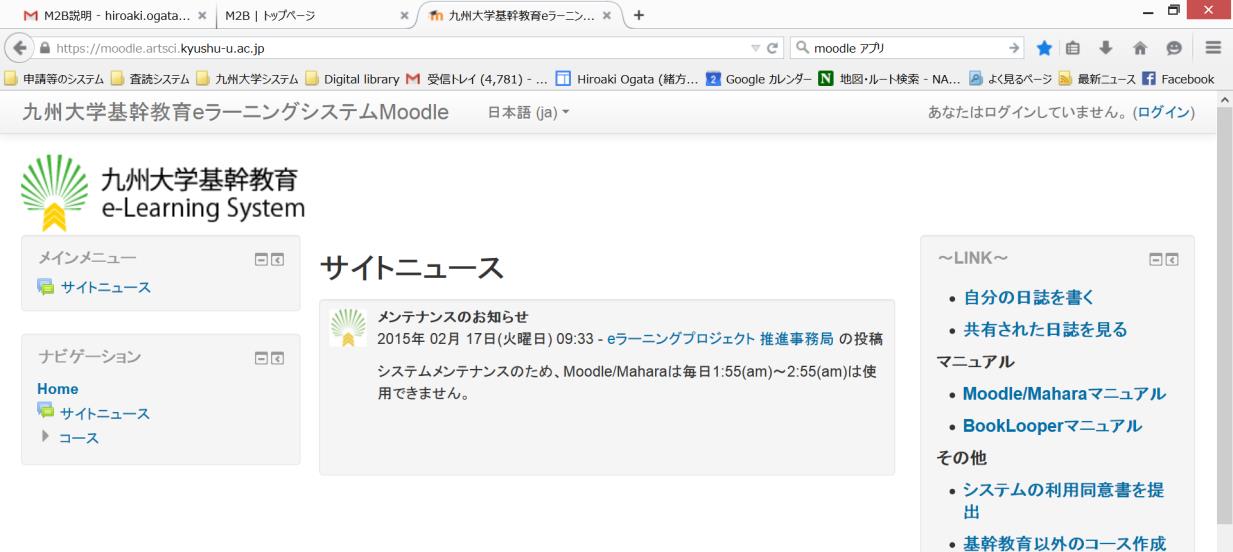 M2B説明 - hiroaki.ogata...
M2B | トップページ
九州大学基幹教育eラーニン...
https://moodle.artsci.kyushu-u.ac.jp
moodle アプリ
申請等のシステム 査読システム 九州大学システム Digital library 受信トレイ (4,781) - ... Hiroaki Ogata (緒方... Google カレンダー 地図・ルート検索 - NA... よく見るページ 最新ニュース Facebook
九州大学基幹教育eラーニングシステムMoodle 日本語 (ja) あなたはログインしていません。 (ログイン)
九州大学基幹教育
e-Learning System
メインメニュー
サイトニュース
ナビゲーション
Home
サイトニュース
コース
サイトニュース
メンテナンスのお知らせ
2015年 02月 17日(火曜日) 09:33 - eラーニングプロジェクト 推進事務局 の投稿
システムメンテナンスのため、Moodle/Maharaは毎日1:55(am)～2:55(am)は使
用できません。
～LINK～
自分の日誌を書く
共有された日誌を見る
マニュアル
Moodle/Maharaマニュアル
BookLooperマニュアル
その他
システムの利用同意書を提
出
基幹教育以外のコース作成